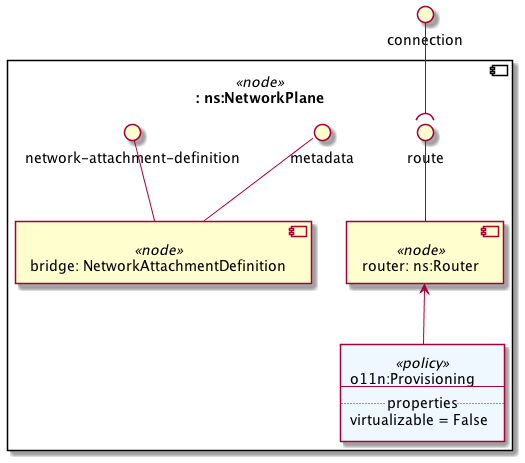 connection
«node»
: ns:NetworkPlane
network-attachment-definition
metadata
route
«node»
bridge: NetworkAttachmentDefinition
«node»
router: ns:Router
«policy»
o11n:Provisioning
properties
virtualizable = False